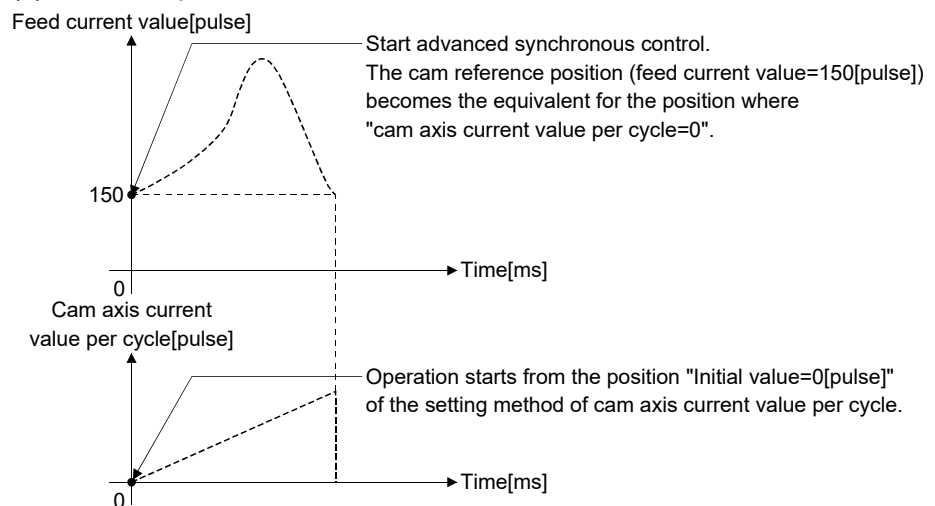 Feed current value[pulse]
Start advanced synchronous control.
The cam reference position (feed current value=150[pulse])
becomes the equivalent for the position where
"cam axis current value per cycle=0".
150
Time[ms]
0
Cam axis current
value per cycle[pulse]
Operation starts from the position "Initial value=0[pulse]"
of the setting method of cam axis current value per cycle.
Time[ms]
0